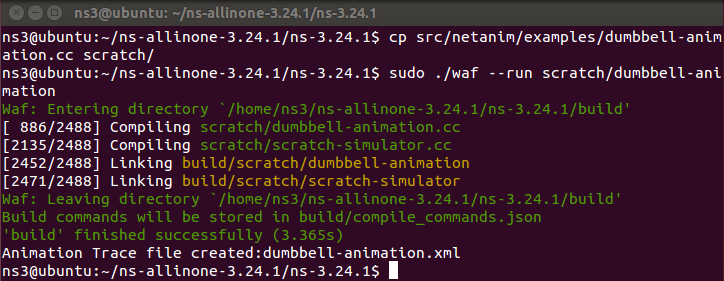 ns3@ubuntu: ~/ns-allinone-3.24.1/ns-3.24.1
ns3@ubuntu:~/ns-allinone-3.24.1/ns-3.24.1$ cp src/netanim/examples/dumbbell-anim
ation.cc scratch/
ns3@ubuntu:~/ns-allinone-3.24.1/ns-3.24.1$ sudo ./waf --run scratch/dumbbell-ani
mation
Waf: Entering directory `/home/ns3/ns-allinone-3.24.1/ns-3.24.1/build'
[ 886/2488] Compiling scratch/dumbbell-animation.cc
[2135/2488] Compiling scratch/scratch-simulator.cc
[2452/2488] Linking build/scratch/dumbbell-animation
[2471/2488] Linking build/scratch/scratch-simulator
Waf: Leaving directory `/home/ns3/ns-allinone-3.24.1/ns-3.24.1/build'
Build commands will be stored in build/compile_commands.json
'build' finished successfully (3.365s)
Animation Trace file created:dumbbell-animation.xml
ns3@ubuntu:~/ns-allinone-3.24.1/ns-3.24.1$